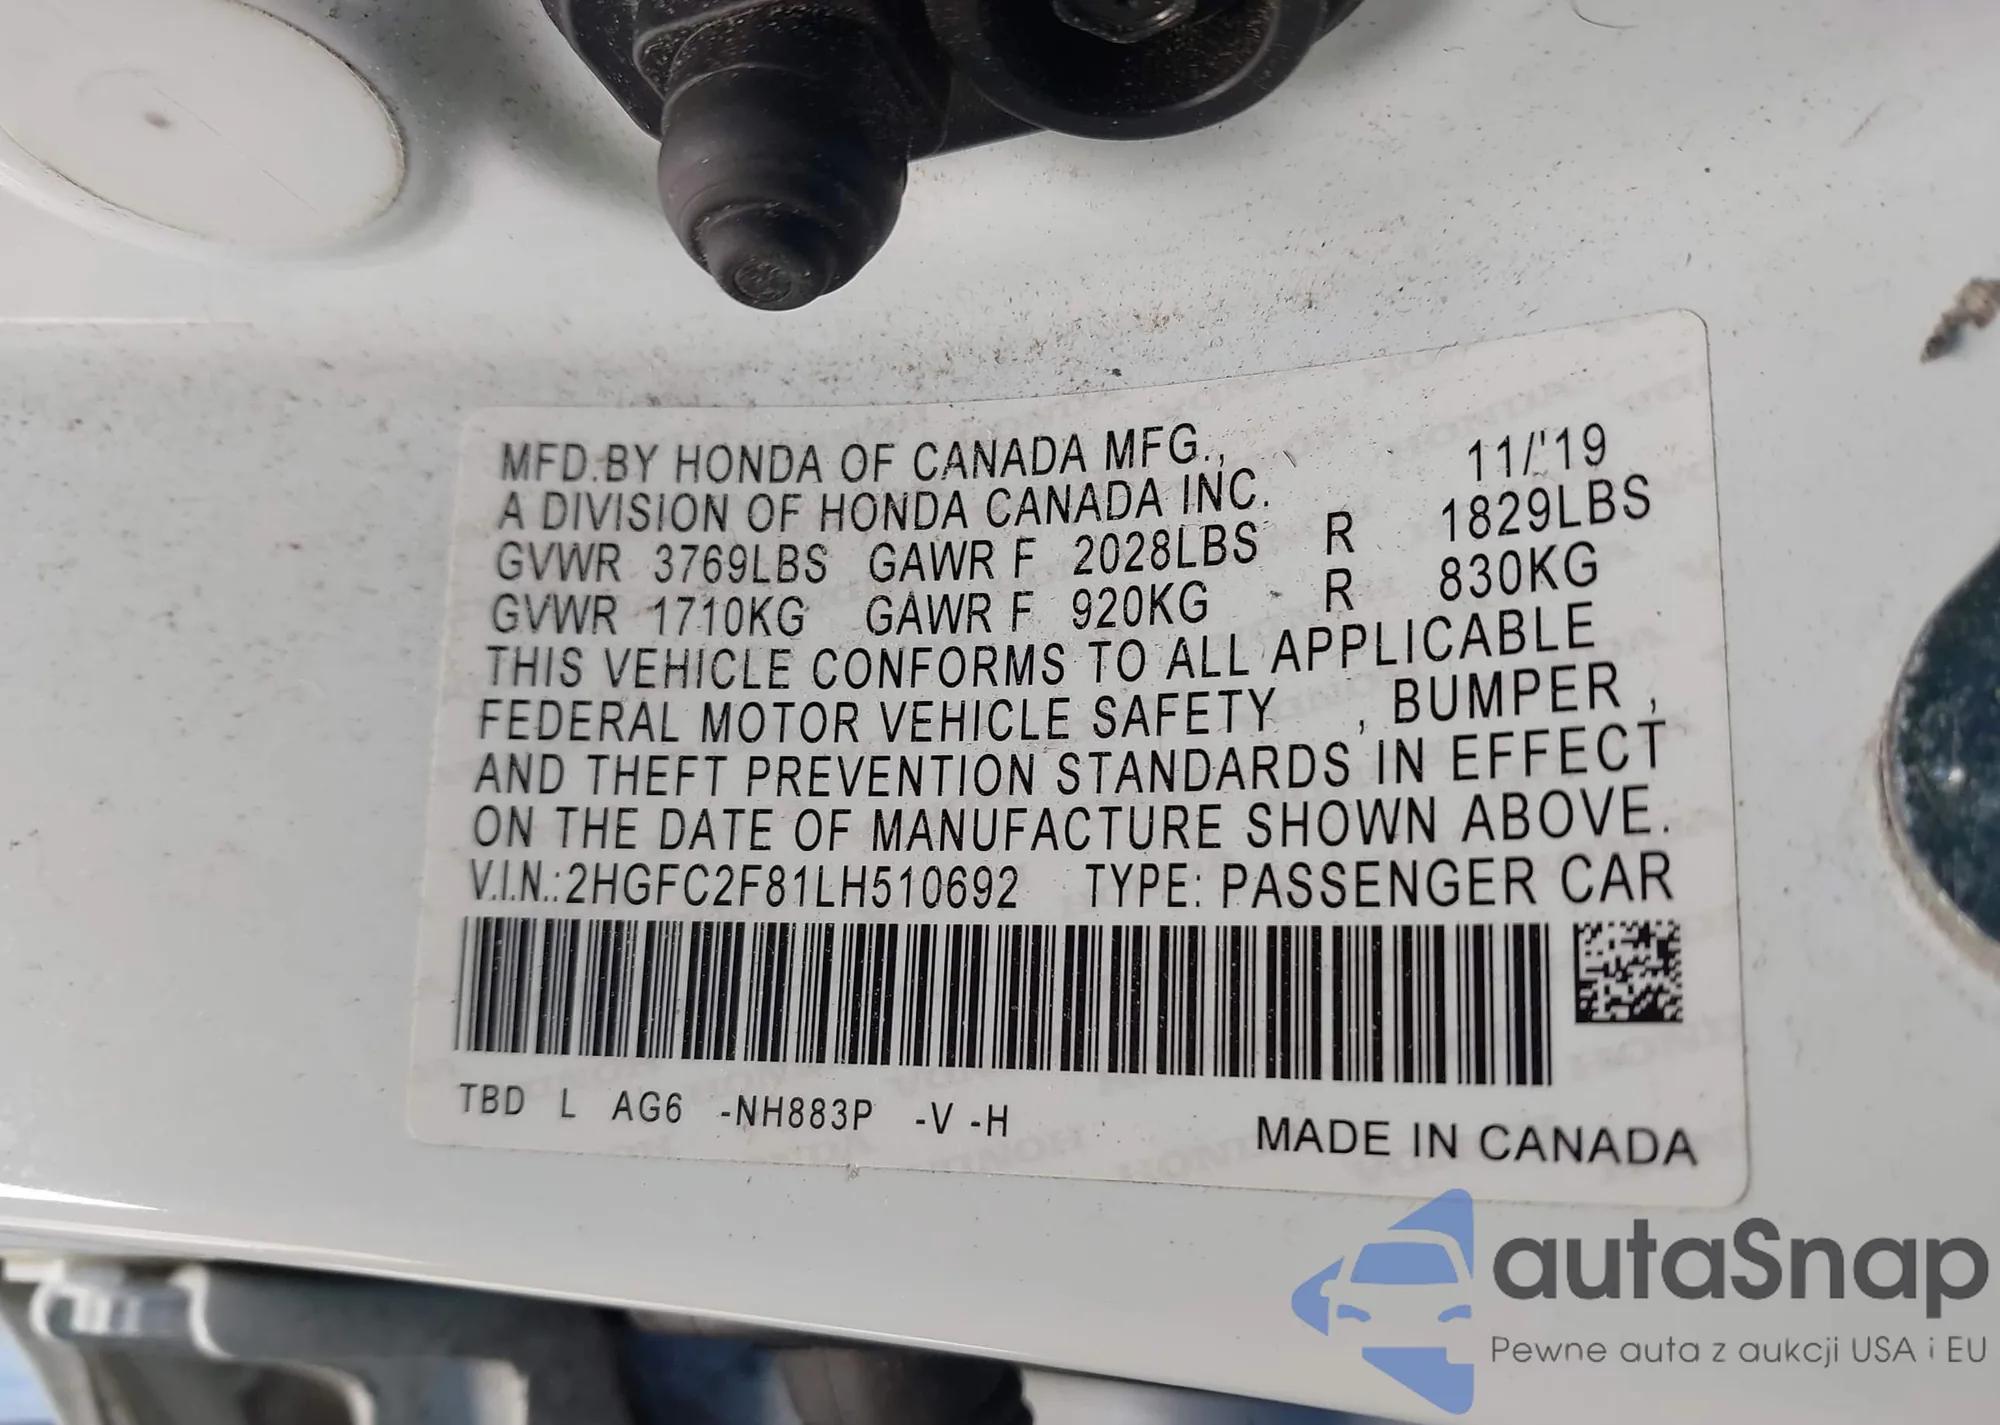 MFD.BY HONDA OF CANADA MFG., 11/'19
A DIVISION OF HONDA CANADA INC.
GVWR 3769LBS GAWR F 2028LBS R 1829LBS
GVWR 1710KG GAWR F 920KG R 830KG
THIS VEHICLE CONFORMS TO ALL APPLICABLE
FEDERAL MOTOR VEHICLE SAFETY , BUMPER ,
AND THEFT PREVENTION STANDARDS IN EFFECT
ON THE DATE OF MANUFACTURE SHOWN ABOVE.
V.I.N.:2HGFC2F81LH510692 TYPE: PASSENGER CAR
TBD L AG6 -NH883P -V -H
MADE IN CANADA
autaSnap
Pewne auta z aukcji USA i EU